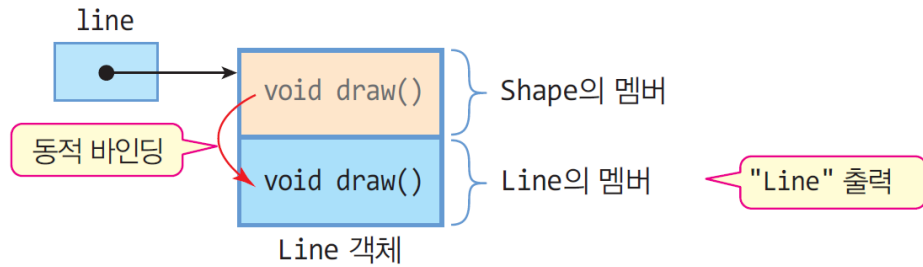 line
void draw()
Shape의 멤버
동적 바인딩
void draw()
Line의 멤버
"Line" 출력
Line 객체